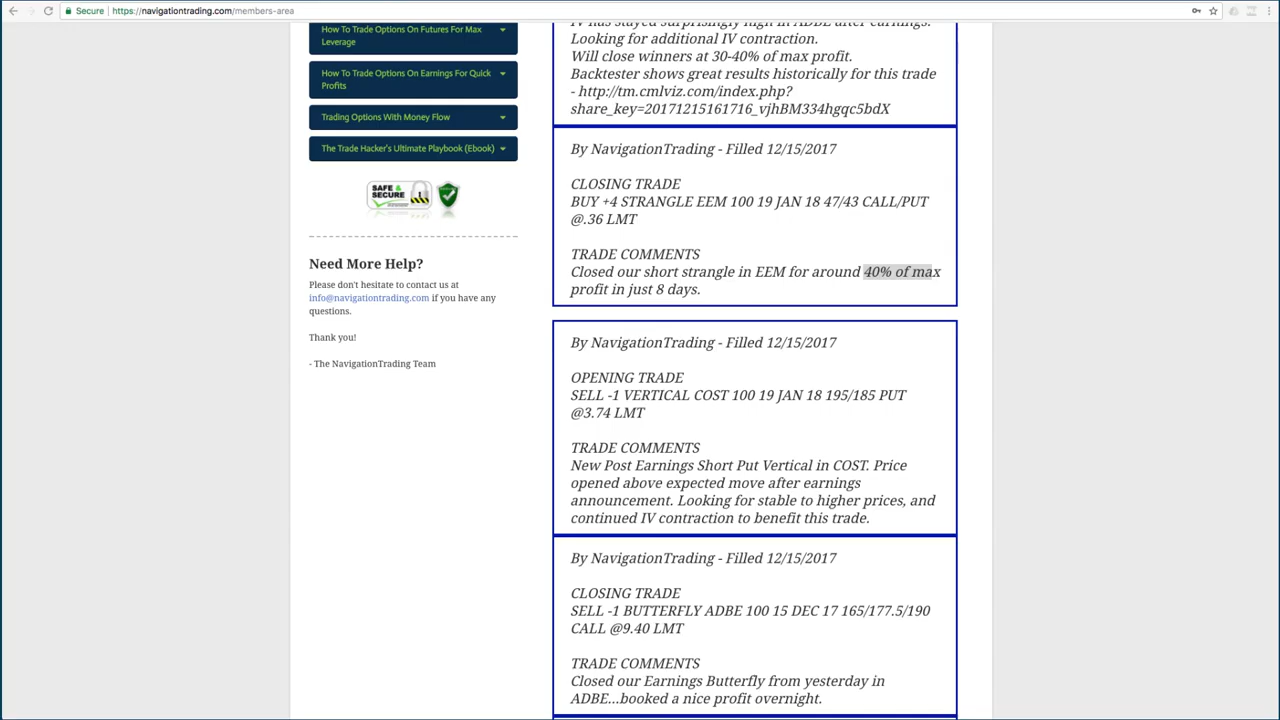 Secure
https://navigationtrading.com/members-area
How To Trade Options On Futures For Max
Leverage
How To Trade Options On Earnings For Quick
Profits
Trading Options With Money Flow
The Trade Hacker's Ultimate Playbook (Ebook)
SAFE &
SECURE
Need More Help?
Please don't hesitate to contact us at
info@navigationtrading.com if you have any
questions.
Thank you!
- The NavigationTrading Team
IV has stayed surprisingly high in ADBE after earnings.
Looking for additional IV contraction.
Will close winners at 30-40% of max profit.
Backtester shows great results historically for this trade
- http://tm.cmlviz.com/index.php?
share_key=20171215161716_vjhBM334hgqc5bdX
By NavigationTrading - Filled 12/15/2017
CLOSING TRADE
BUY +4 STRANGLE EEM 100 19 JAN 18 47/43 CALL/PUT
@.36 LMT
TRADE COMMENTS
Closed our short strangle in EEM for around 40% of max
profit in just 8 days.
By NavigationTrading - Filled 12/15/2017
OPENING TRADE
SELL -1 VERTICAL COST 100 19 JAN 18 195/185 PUT
@3.74 LMT
TRADE COMMENTS
New Post Earnings Short Put Vertical in COST. Price
opened above expected move after earnings
announcement. Looking for stable to higher prices, and
continued IV contraction to benefit this trade.
By NavigationTrading - Filled 12/15/2017
CLOSING TRADE
SELL -1 BUTTERFLY ADBE 100 15 DEC 17 165/177.5/190
CALL @9.40 LMT
TRADE COMMENTS
Closed our Earnings Butterfly from yesterday in
ADBE...booked a nice profit overnight.